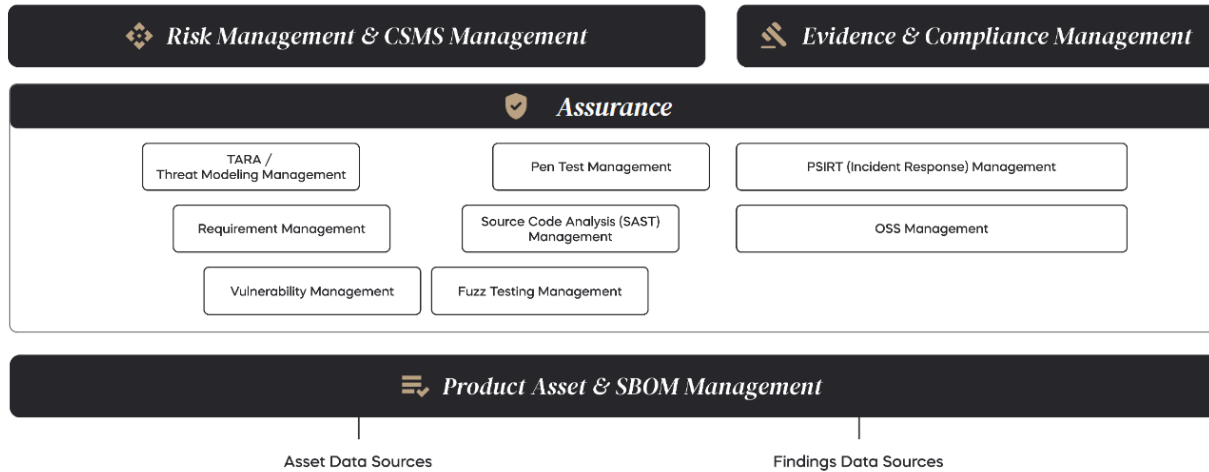 Risk Management & CSMS Management
Evidence & Compliance Management
Assurance
TARA /
Threat Modeling Management
Pen Test Management
PSIRT (Incident Response) Management
Requirement Management
Source Code Analysis (SAST)
Management
OSS Management
Vulnerability Management
Fuzz Testing Management
Product Asset & SBOM Management
Asset Data Sources
Findings Data Sources